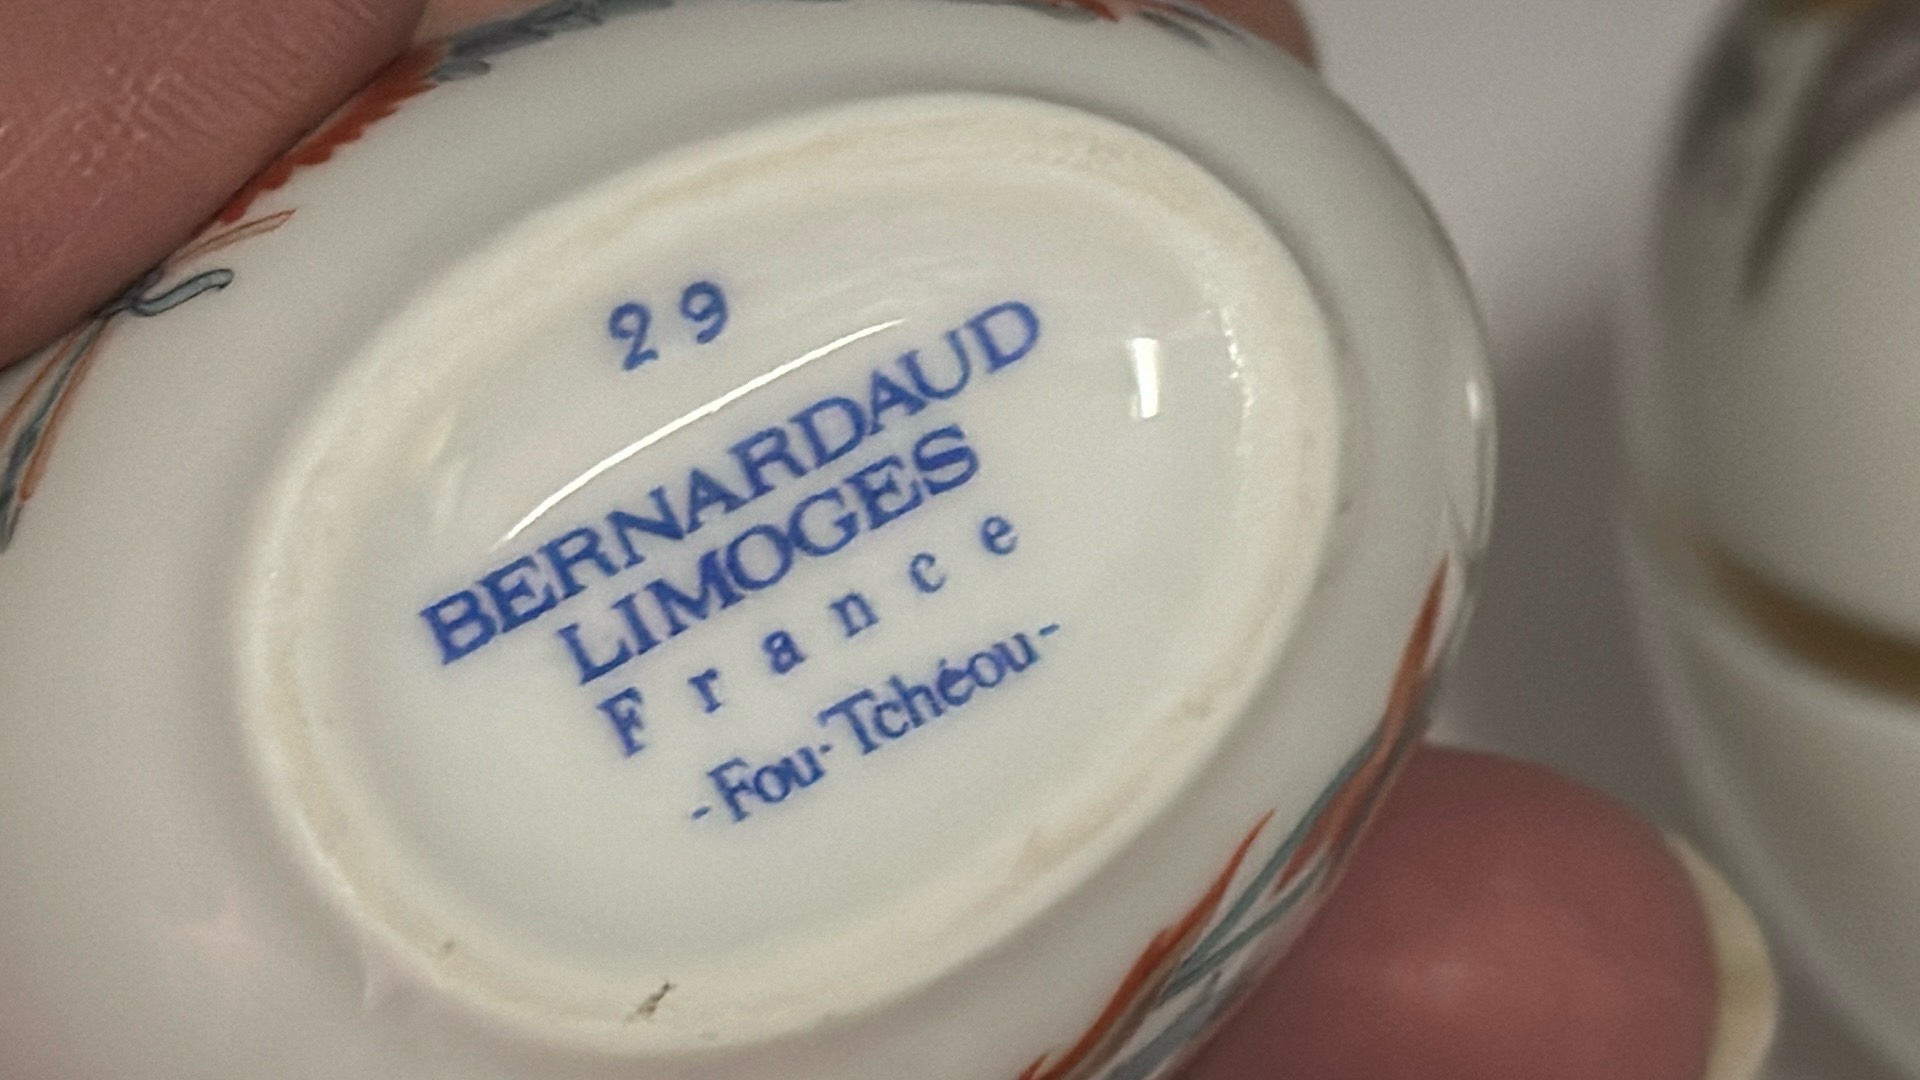 29
BERNARDAUD
LIMOGES
France
-Fou-Tchéou-